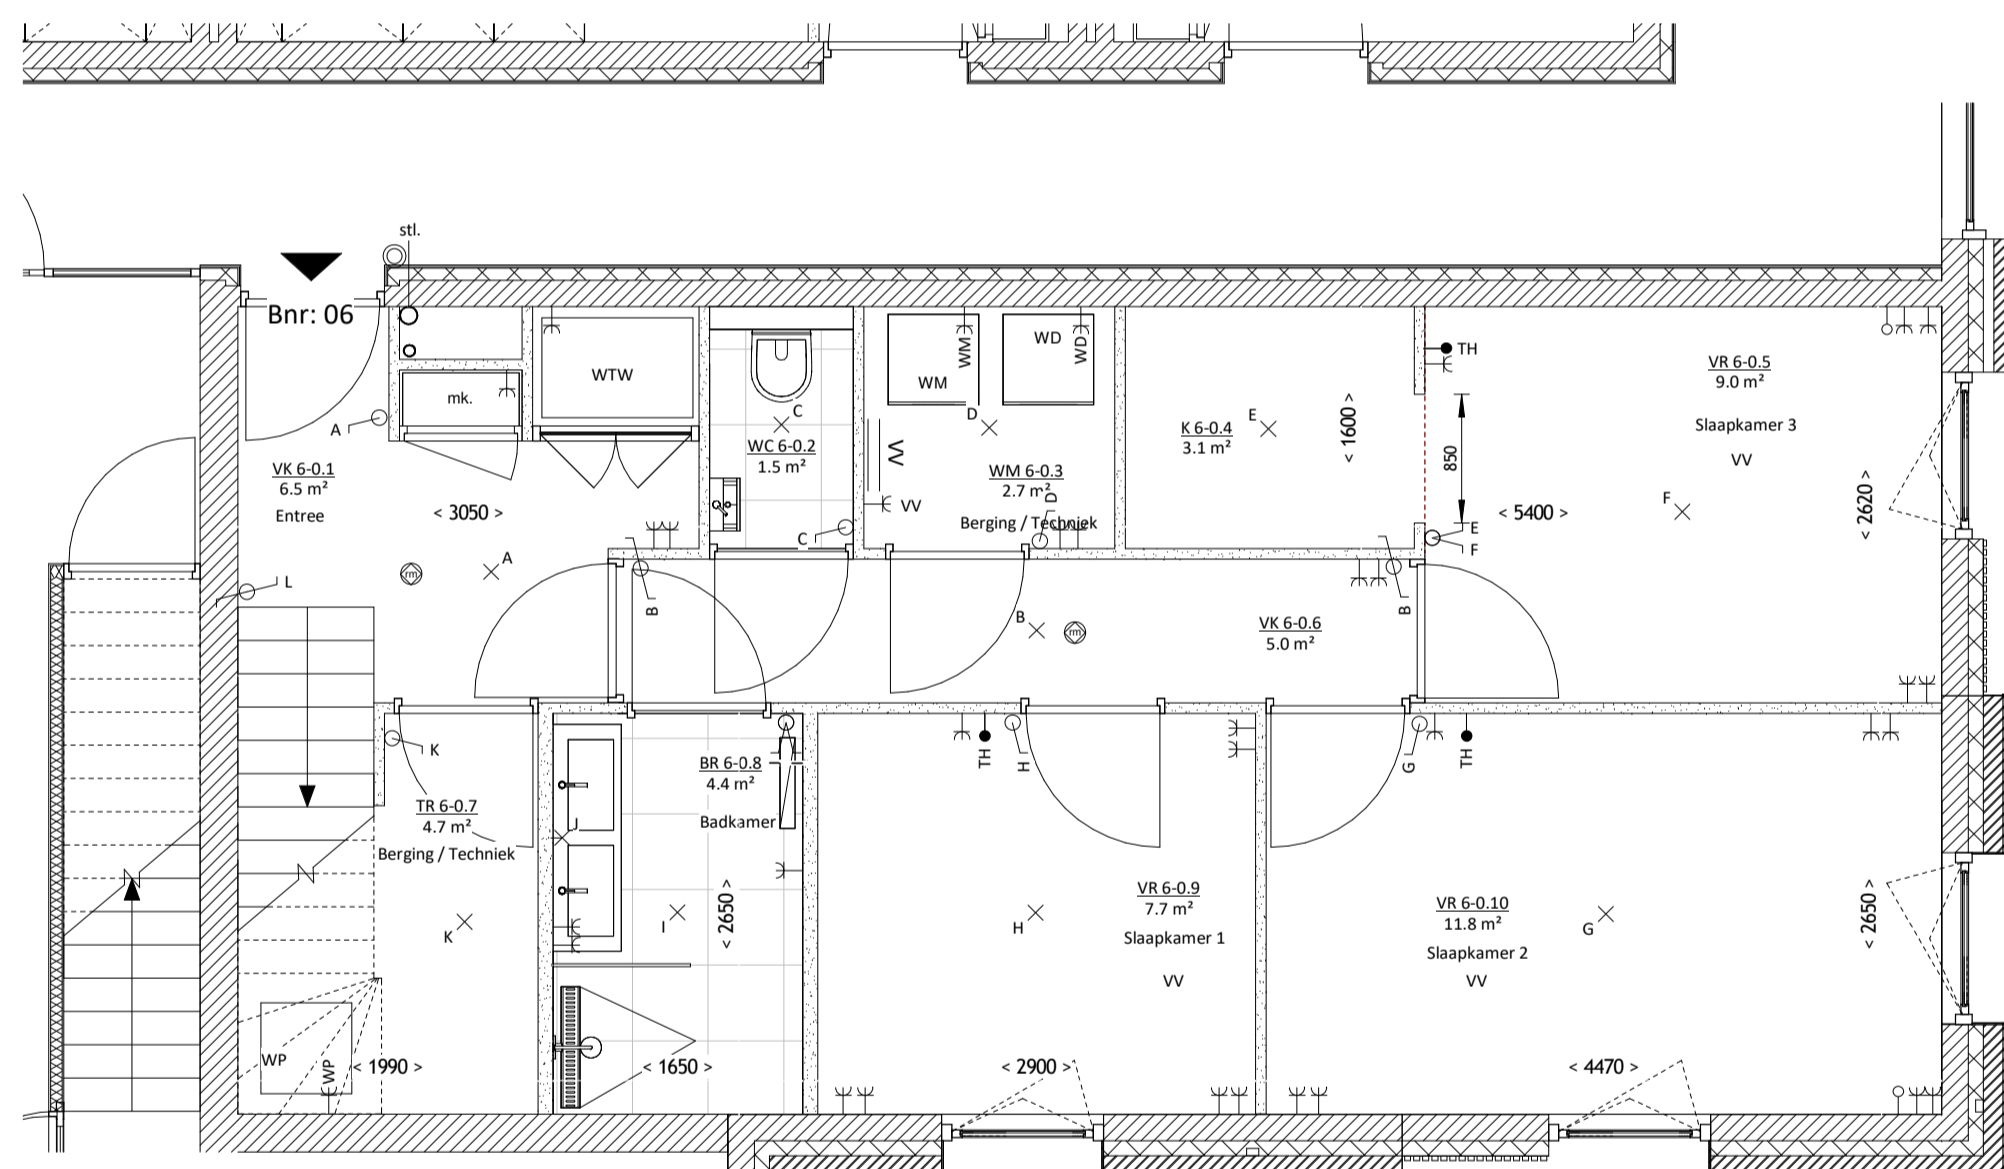 stl.
Bnr: 06
mk.
WTW
A
VK 6-0.1
6.5 m²
Entree
< 3050 >
A
rm
L
C
WC 6-0.2
1.5 m²
C
WM
WM
WD
WD
D
VV
VV
WM 6-0.3
2.7 m²
D
Berging / Techniek
K 6-0.4
3.1 m²
E
< 1600 >
850
TH
VR 6-0.5
9.0 m²
Slaapkamer 3
VV
F
< 5400 >
< 2620 >
E
F
B
B
B
rm
VK 6-0.6
5.0 m²
K
TR 6-0.7
4.7 m²
Berging / Techniek
K
WP
WP
< 1990 >
J
BR 6-0.8
4.4 m²
Badkamer
I
< 2650 >
< 1650 >
TH
H
H
VR 6-0.9
7.7 m²
Slaapkamer 1
VV
< 2900 >
G
TH
VR 6-0.10
11.8 m²
Slaapkamer 2
VV
G
< 2650 >
< 4470 >